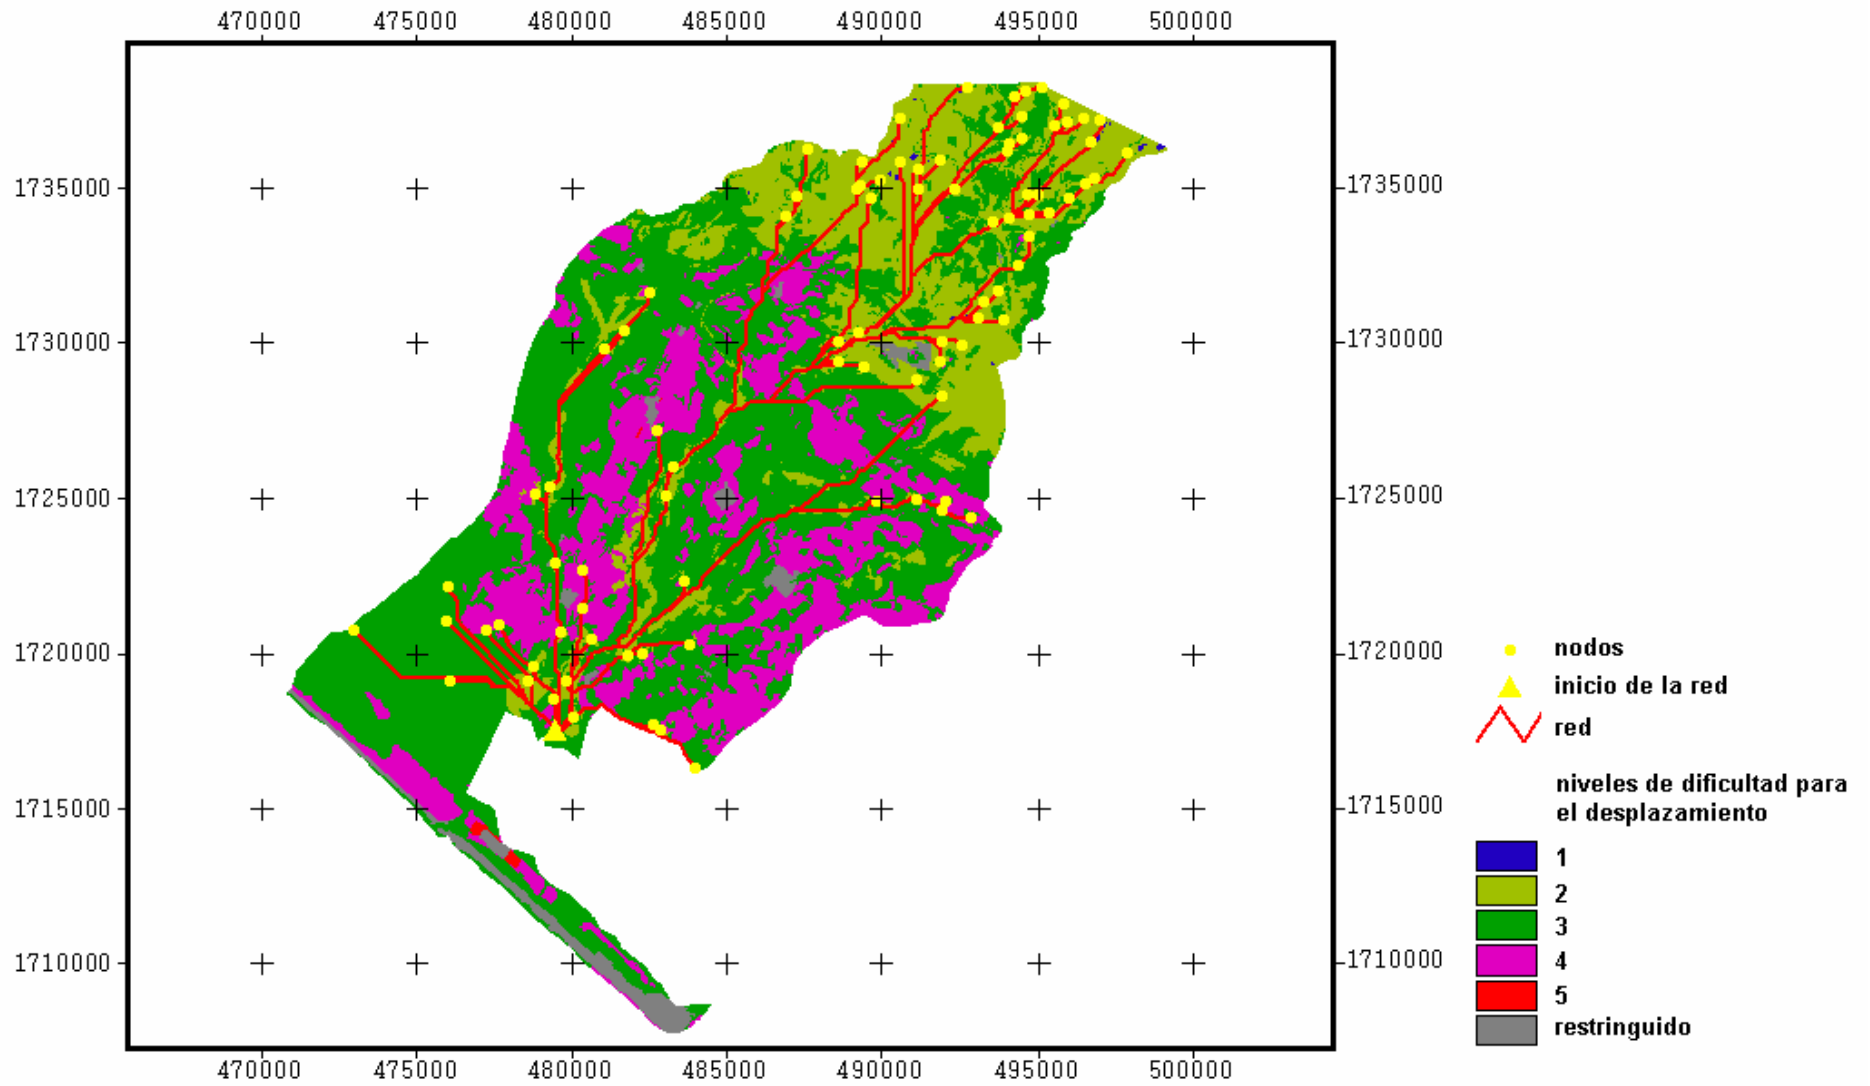 470000 475000 480000 485000 490000 495000 500000
1735000 1735000
1730000 1730000
1725000 1725000
1720000 1720000
1715000 1715000
1710000 1710000
470000 475000 480000 485000 490000 495000 500000
nodos
inicio de la red
red
niveles de dificultad para
el desplazamiento
1
2
3
4
5
restringuido